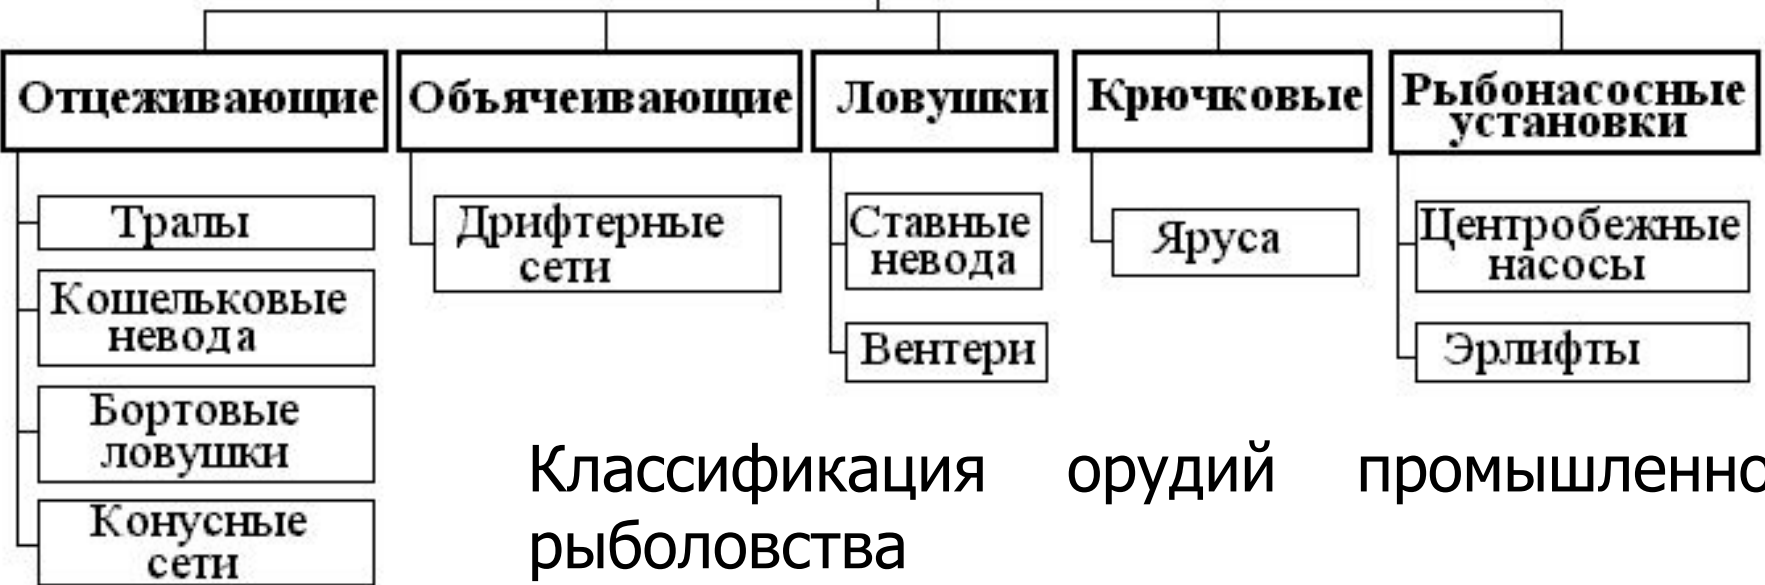 Отцеживающие
Объячеивающие
Ловушки
Крючковые
Рыбонасосные
установки
Тралы
Кошельковые
невода
Бортовые
ловушки
Конусные
сети
Дрифтерные
сети
Ставные
невода
Вентери
Яруса
Центробежные
насосы
Эрлифты
Классификация орудий промышленно
рыболовства